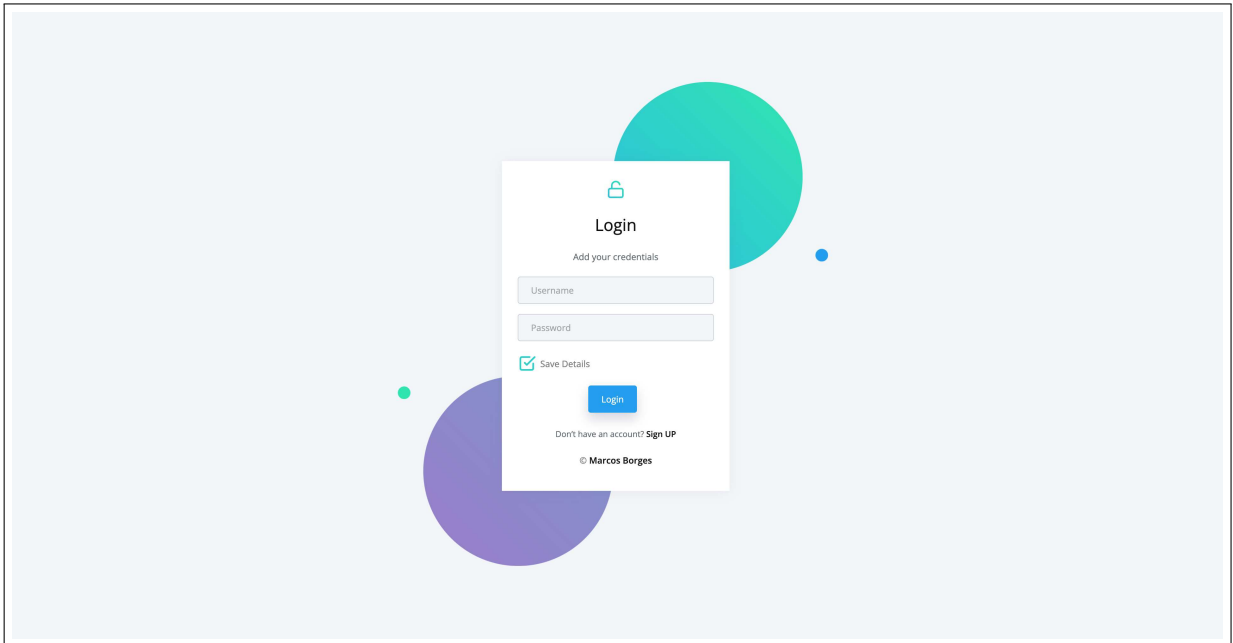 Login
Add your credentials
Username
Password
Save Details
Login
Don't have an account? Sign UP
© Marcos Borges